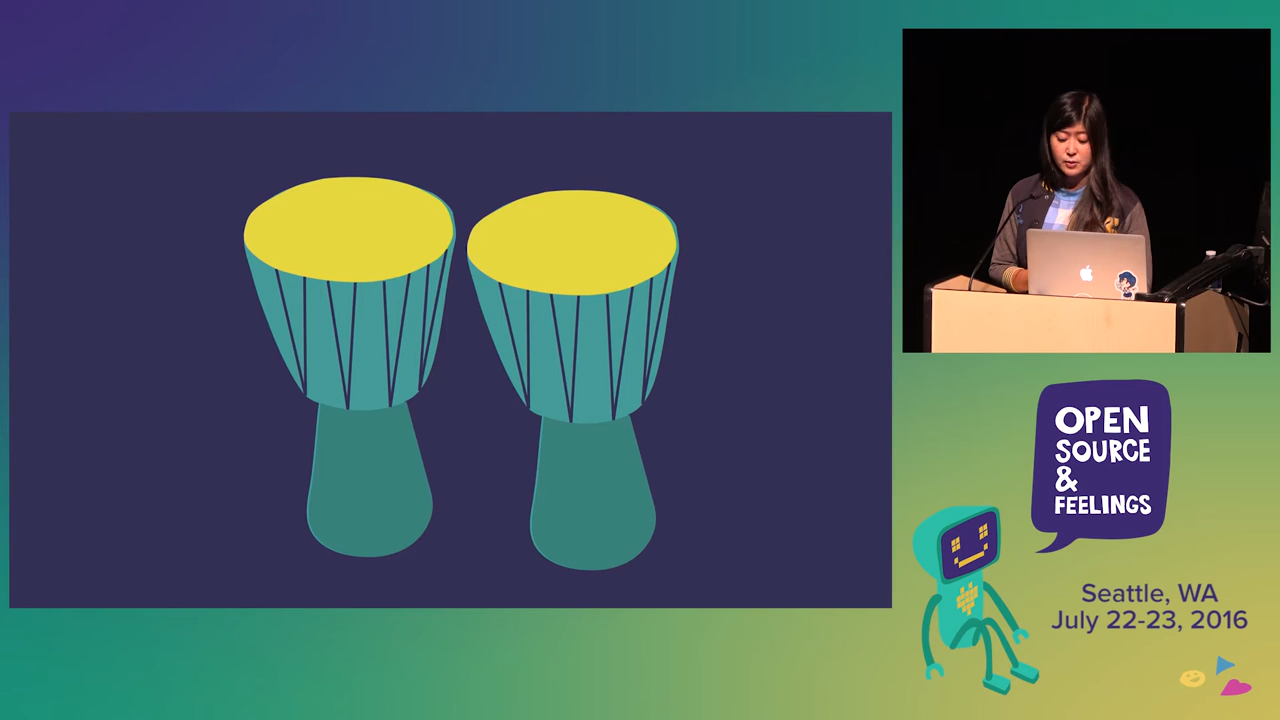 OPEN
SOURCE
&
FEELINGS
Seattle, WA
July 22-23, 2016